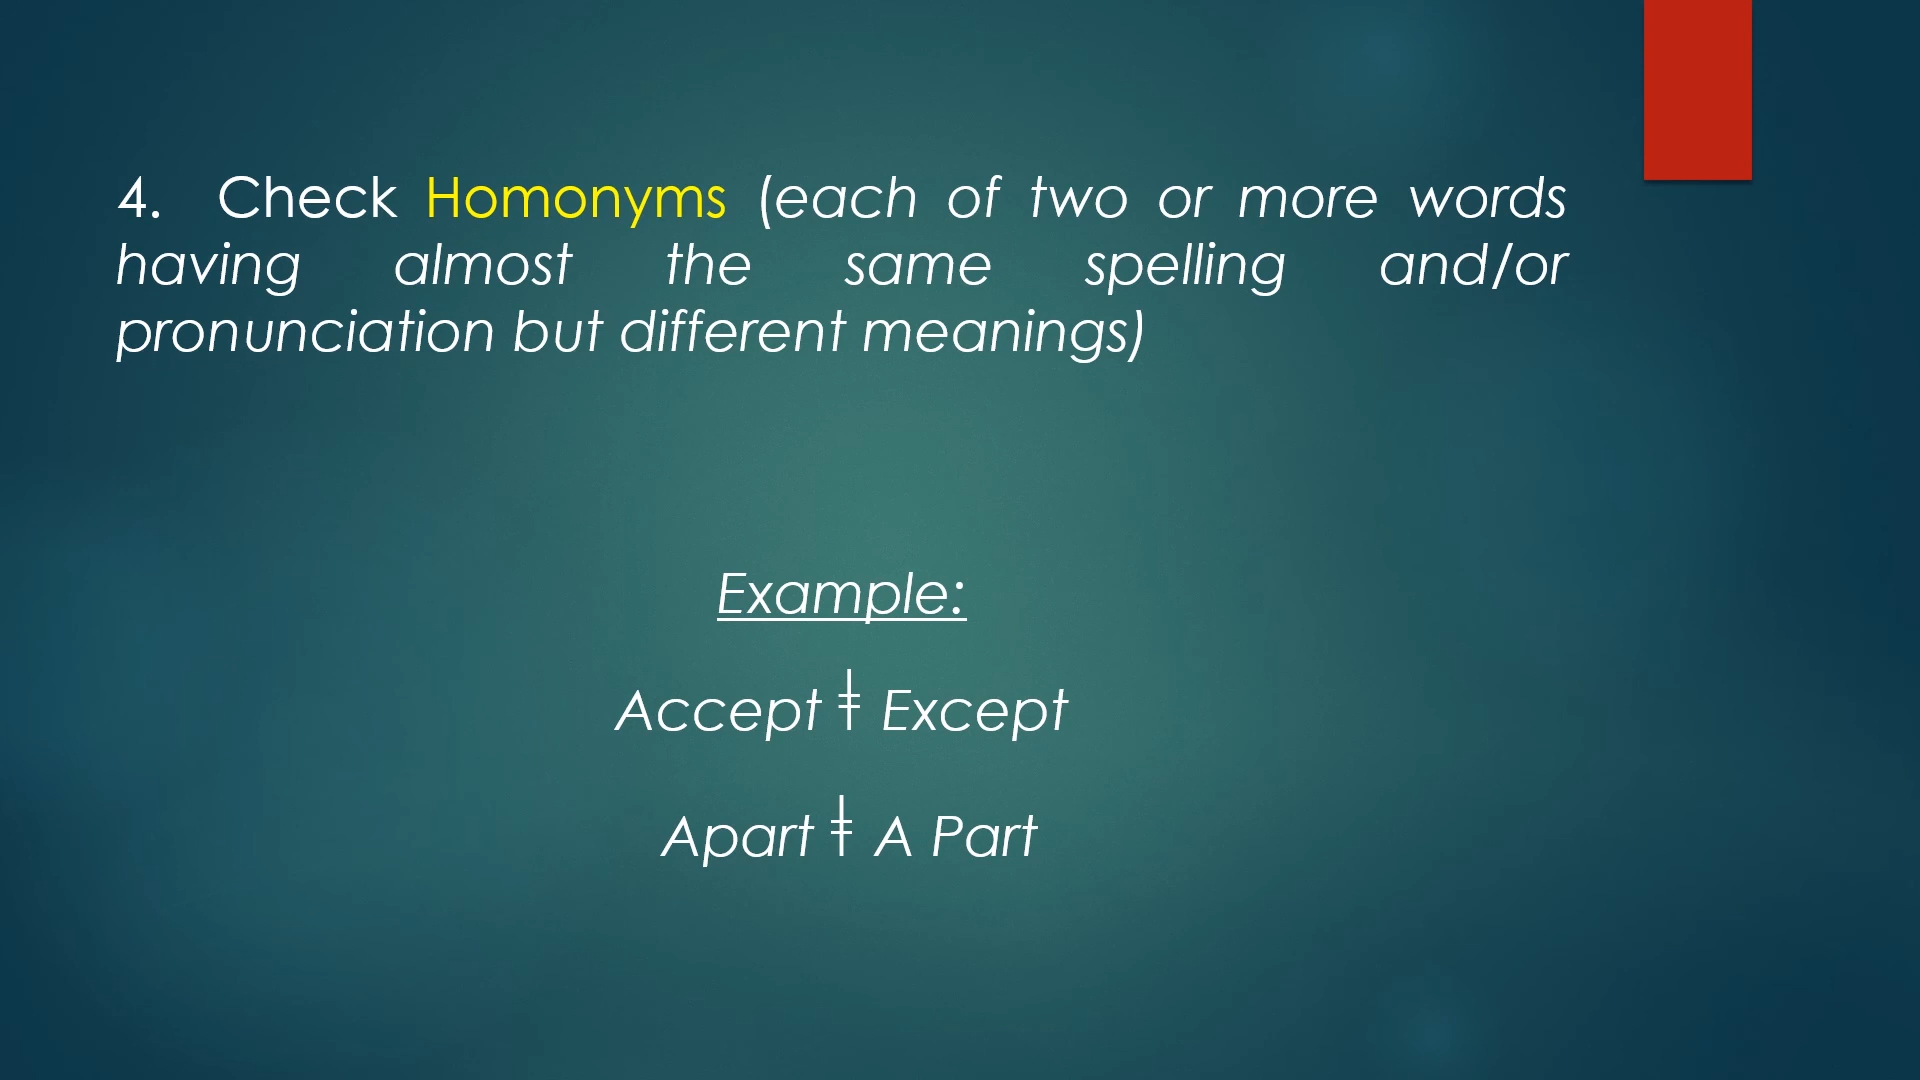 4. Check Homonyms (each of two or more words
having almost the same spelling and/or
pronunciation but different meanings)
Example:
Accept ǂ Except
Apart ǂ A Part